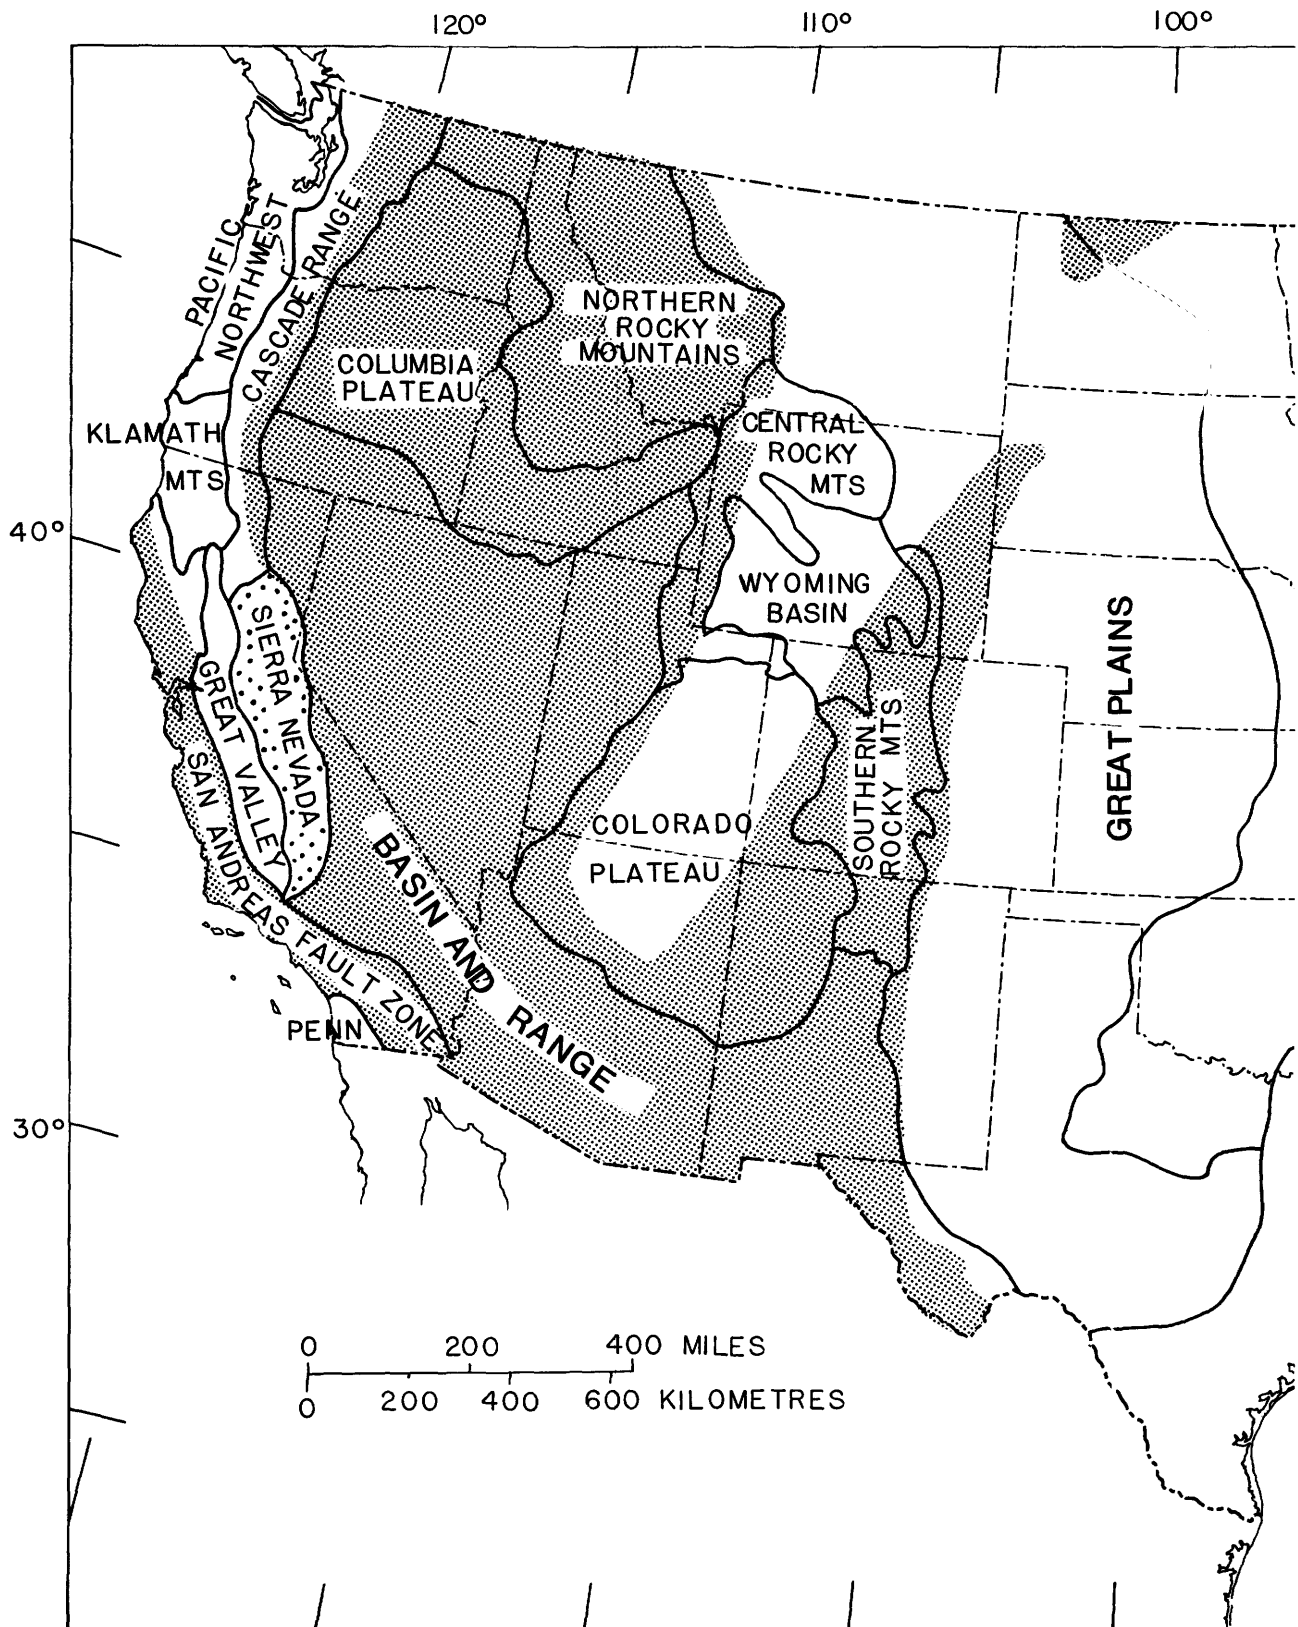 120° 110° 100°
PACIFIC
NORTHWEST
CASCADE RANGE
NORTHERN
ROCKY
MOUNTAINS
COLUMBIA
PLATEAU
KLAMATH
MTS
CENTRAL
ROCKY
MTS
40°
WYOMING
BASIN
SIERRA NEVADA
GREAT VALLEY
GREAT PLAINS
SOUTHERN
ROCKY MTS
SAN ANDREAS FAULT ZONE
COLORADO
PLATEAU
BASIN AND RANGE
PENN
30°
0 200 400 MILES
0 200 400 600 KILOMETRES